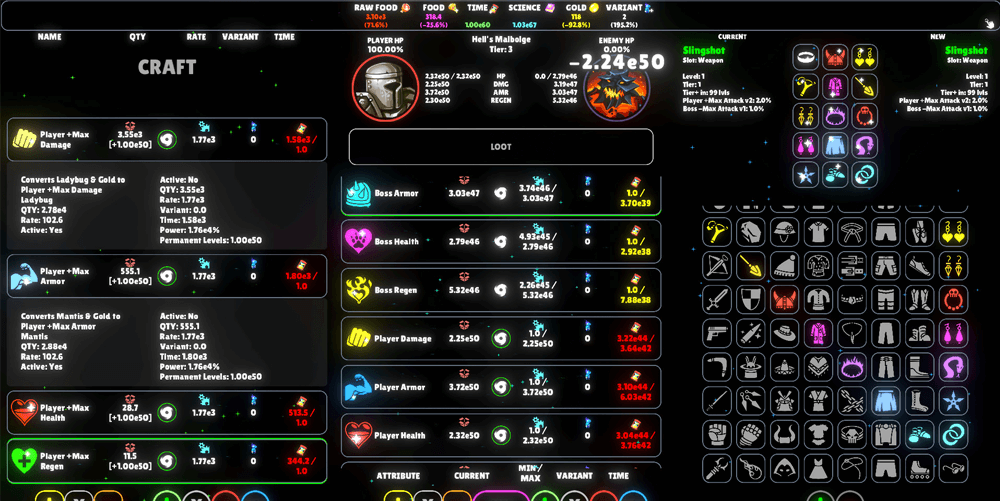 RAW FOOD FOOD TIME SCIENCE GOLD VARIANT
3.10e3 318.4 1.00e60 1.03e67 116 2
(71.6%) (-25.6%) (-92.8%) (195.2%)
NAME QTY RATE VARIANT TIME
CRAFT
Player +Max Damage 3.55e3 [+1.00e50] 1.77e3 0 1.58e3 / 1.0
Converts Ladybug & Gold to
Player +Max Damage
Ladybug
QTY: 2.78e4
Rate: 102.6
Active: Yes
Active: No
QTY: 3.55e3
Rate: 1.77e3
Variant: 0.0
Time: 1.58e3
Power: 1.76e4%
Permanent Levels: 1.00e50
Player +Max Armor 555.1 [+1.00e50] 1.77e3 0 1.80e3 / 1.0
Converts Mantis & Gold to
Player +Max Armor
Mantis
QTY: 2.88e4
Rate: 102.6
Active: Yes
Active: No
QTY: 555.1
Rate: 1.77e3
Variant: 0.0
Time: 1.80e3
Power: 1.76e4%
Permanent Levels: 1.00e50
Player +Max Health 28.7 [+1.00e50] 1.77e3 0 513.5 / 1.0
Player +Max Regen 11.5 [+1.00e50] 1.77e3 0 344.2 / 1.0
PLAYER HP
100.00%
Hell's Malbolge
Tier: 3
ENEMY HP
0.00%
-2.24e50
2.32e50 / 2.32e50 HP 0.0 / 2.79e46
2.25e50 DMG 3.19e47
3.72e50 AMR 3.03e47
2.30e50 REGEN 5.32e46
LOOT
Boss Armor 3.03e47 3.74e46 / 3.03e47 0 1.0 / 3.70e39
Boss Health 2.79e46 4.93e45 / 2.79e46 0 1.0 / 2.92e38
Boss Regen 5.32e46 2.26e45 / 5.32e46 0 1.0 / 7.88e38
Player Damage 2.25e50 1.0 / 2.25e50 0 3.22e44 / 3.64e42
Player Armor 3.72e50 1.0 / 3.72e50 0 3.10e44 / 6.03e42
Player Health 2.32e50 1.0 / 2.32e50 0 3.04e44 / 3.76e42
ATTRIBUTE CURRENT MIN/MAX VARIANT TIME
CURRENT
Slingshot
Slot: Weapon
Level: 1
Tier: 1
Tier+ in: 99 lvls
Player +Max Attack v2: 2.0%
Boss -Max Attack v1: 1.0%
NEW
Slingshot
Slot: Weapon
Level: 1
Tier: 1
Tier+ in: 99 lvls
Player +Max Attack v2: 2.0%
Boss -Max Attack v1: 1.0%